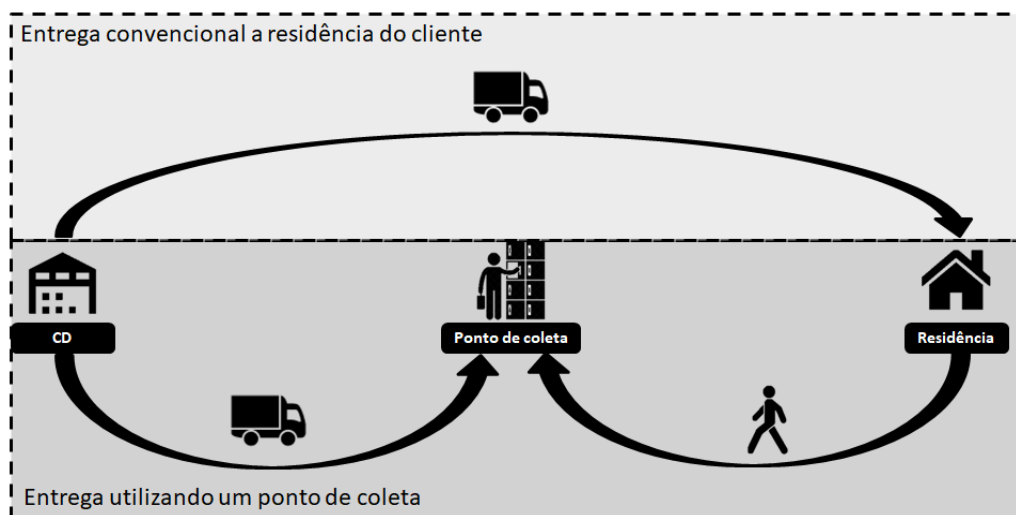 Entrega convencional a residência do cliente
CD
Ponto de coleta
Residência
Entrega utilizando um ponto de coleta